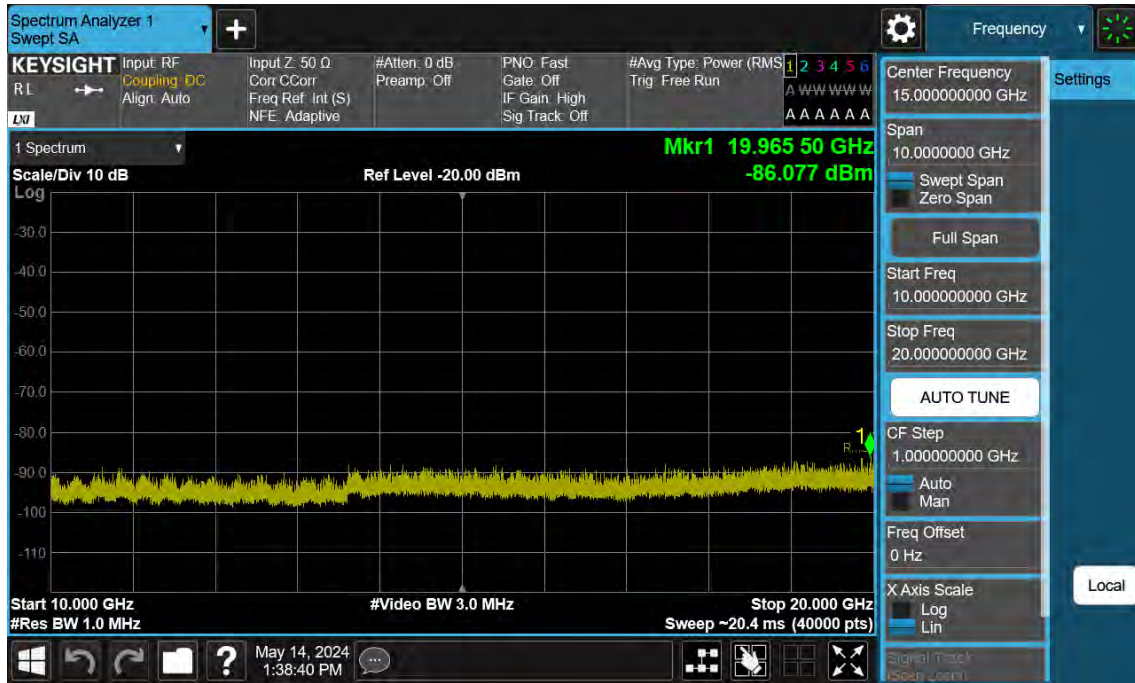 Spectrum Analyzer 1
Swept SA
Frequency
KEYSIGHT
R L
LXI
Input: RF
Coupling: DC
Align: Auto
Input Z: 50 Ω
Corr CCorr
Freq Ref: Int (S)
NFE: Adaptive
#Atten: 0 dB
Preamp: Off
PNO: Fast
Gate: Off
IF Gain: High
Sig Track: Off
#Avg Type: Power (RMS
Trig: Free Run
1 2 3 4 5 6
A W W W W W
A A A A A A
1 Spectrum
Mkr1 19.965 50 GHz
Scale/Div 10 dB
Ref Level -20.00 dBm
-86.077 dBm
Log
-30.0
-40.0
-50.0
-60.0
-70.0
-80.0
-90.0
-100
-110
1
Start 10.000 GHz
#Video BW 3.0 MHz
Stop 20.000 GHz
#Res BW 1.0 MHz
Sweep ~20.4 ms (40000 pts)
Center Frequency
15.000000000 GHz
Span
10.0000000 GHz
Swept Span
Zero Span
Full Span
Start Freq
10.000000000 GHz
Stop Freq
20.000000000 GHz
AUTO TUNE
CF Step
1.000000000 GHz
Auto
Man
Freq Offset
0 Hz
X Axis Scale
Log
Lin
Signal Track
(Span Zoom)
Settings
Local
?
May 14, 2024
1:38:40 PM